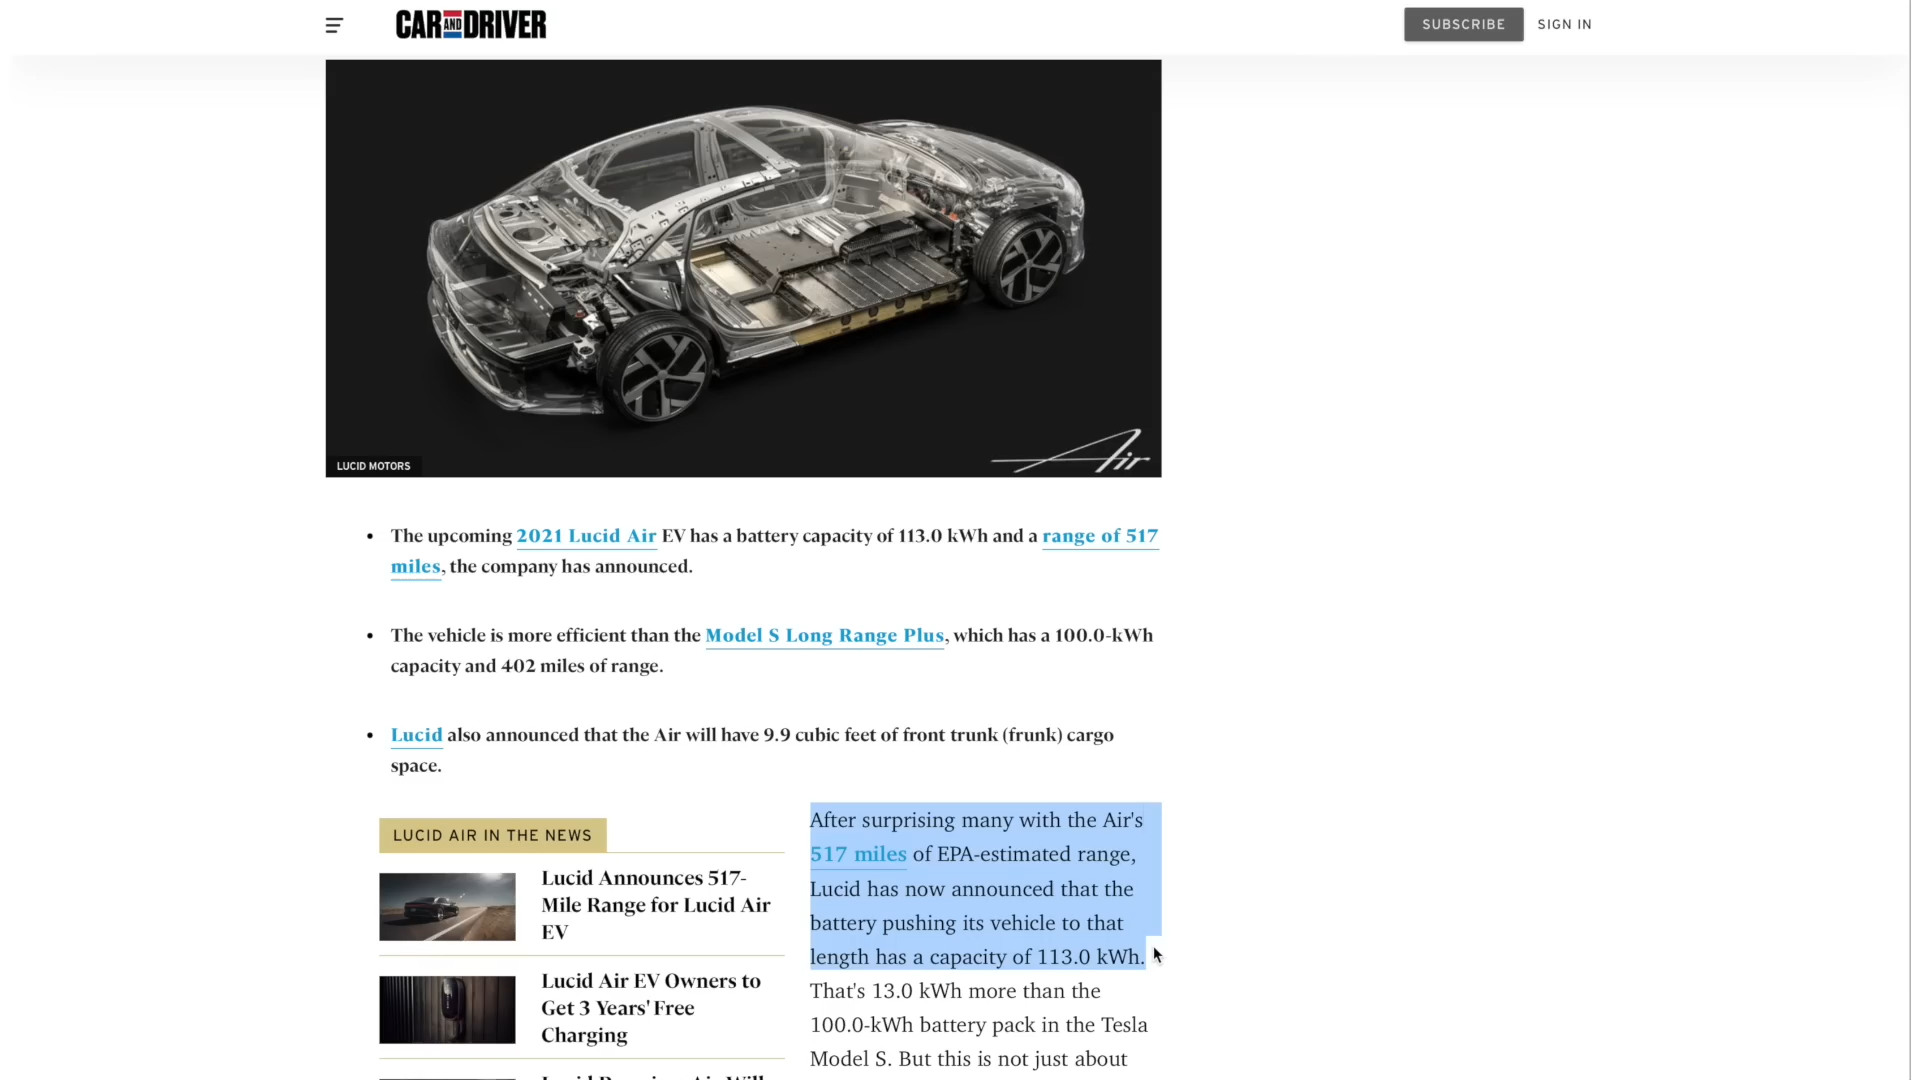 CAR AND DRIVER
SUBSCRIBE
SIGN IN
Air
LUCID MOTORS
• The upcoming 2021 Lucid Air EV has a battery capacity of 113.0 kWh and a range of 517
miles, the company has announced.
• The vehicle is more efficient than the Model S Long Range Plus, which has a 100.0-kWh
capacity and 402 miles of range.
• Lucid also announced that the Air will have 9.9 cubic feet of front trunk (frunk) cargo
space.
LUCID AIR IN THE NEWS
Lucid Announces 517-
Mile Range for Lucid Air
EV
Lucid Air EV Owners to
Get 3 Years' Free
Charging
After surprising many with the Air's
517 miles of EPA-estimated range,
Lucid has now announced that the
battery pushing its vehicle to that
length has a capacity of 113.0 kWh.
That's 13.0 kWh more than the
100.0-kWh battery pack in the Tesla
Model S. But this is not just about